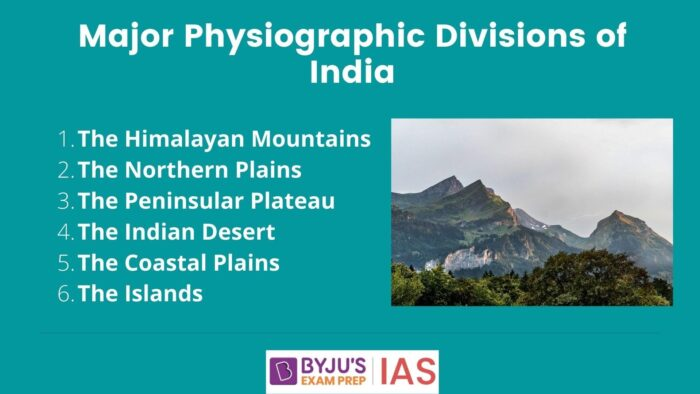 Major Physiographic Divisions of
India
1. The Himalayan Mountains
2. The Northern Plains
3. The Peninsular Plateau
4. The Indian Desert
5. The Coastal Plains
6. The Islands
B BYJU'S
EXAM PREP
IAS